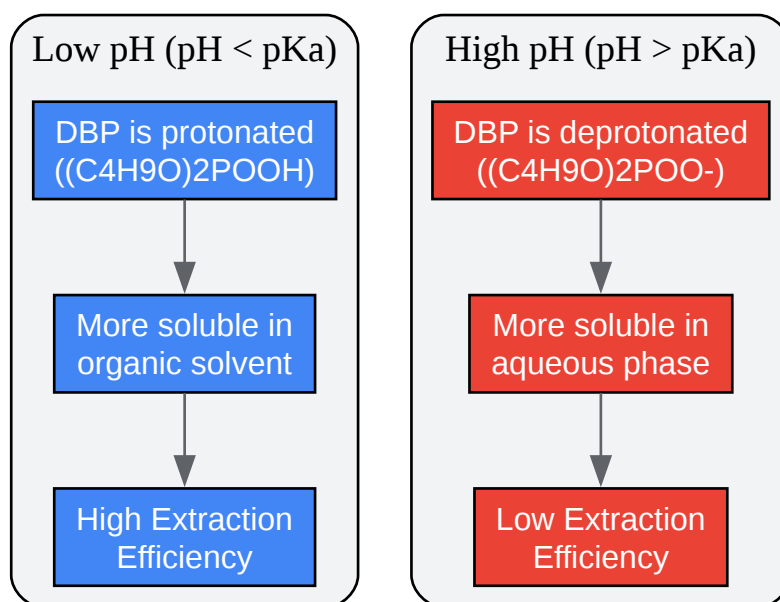 Low pH (pH < pKa)
DBP is protonated
((C4H9O)2POOH)
More soluble in
organic solvent
High Extraction
Efficiency
High pH (pH > pKa)
DBP is deprotonated
((C4H9O)2POO-)
More soluble in
aqueous phase
Low Extraction
Efficiency